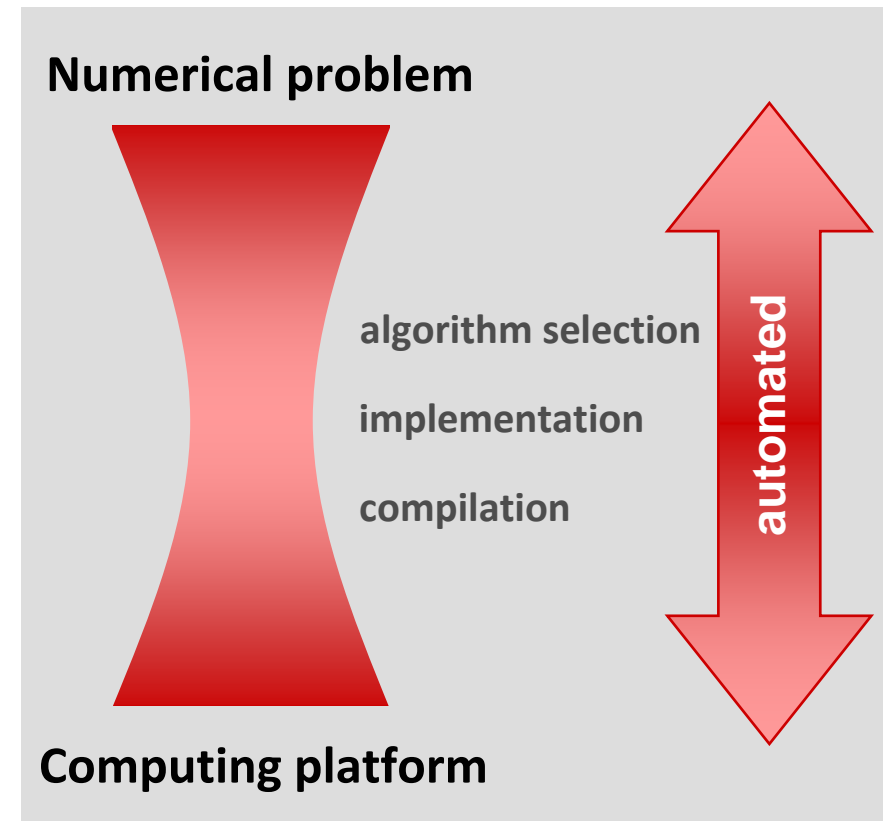 Numerical problem
algorithm selection
implementation
compilation
automated
Computing platform